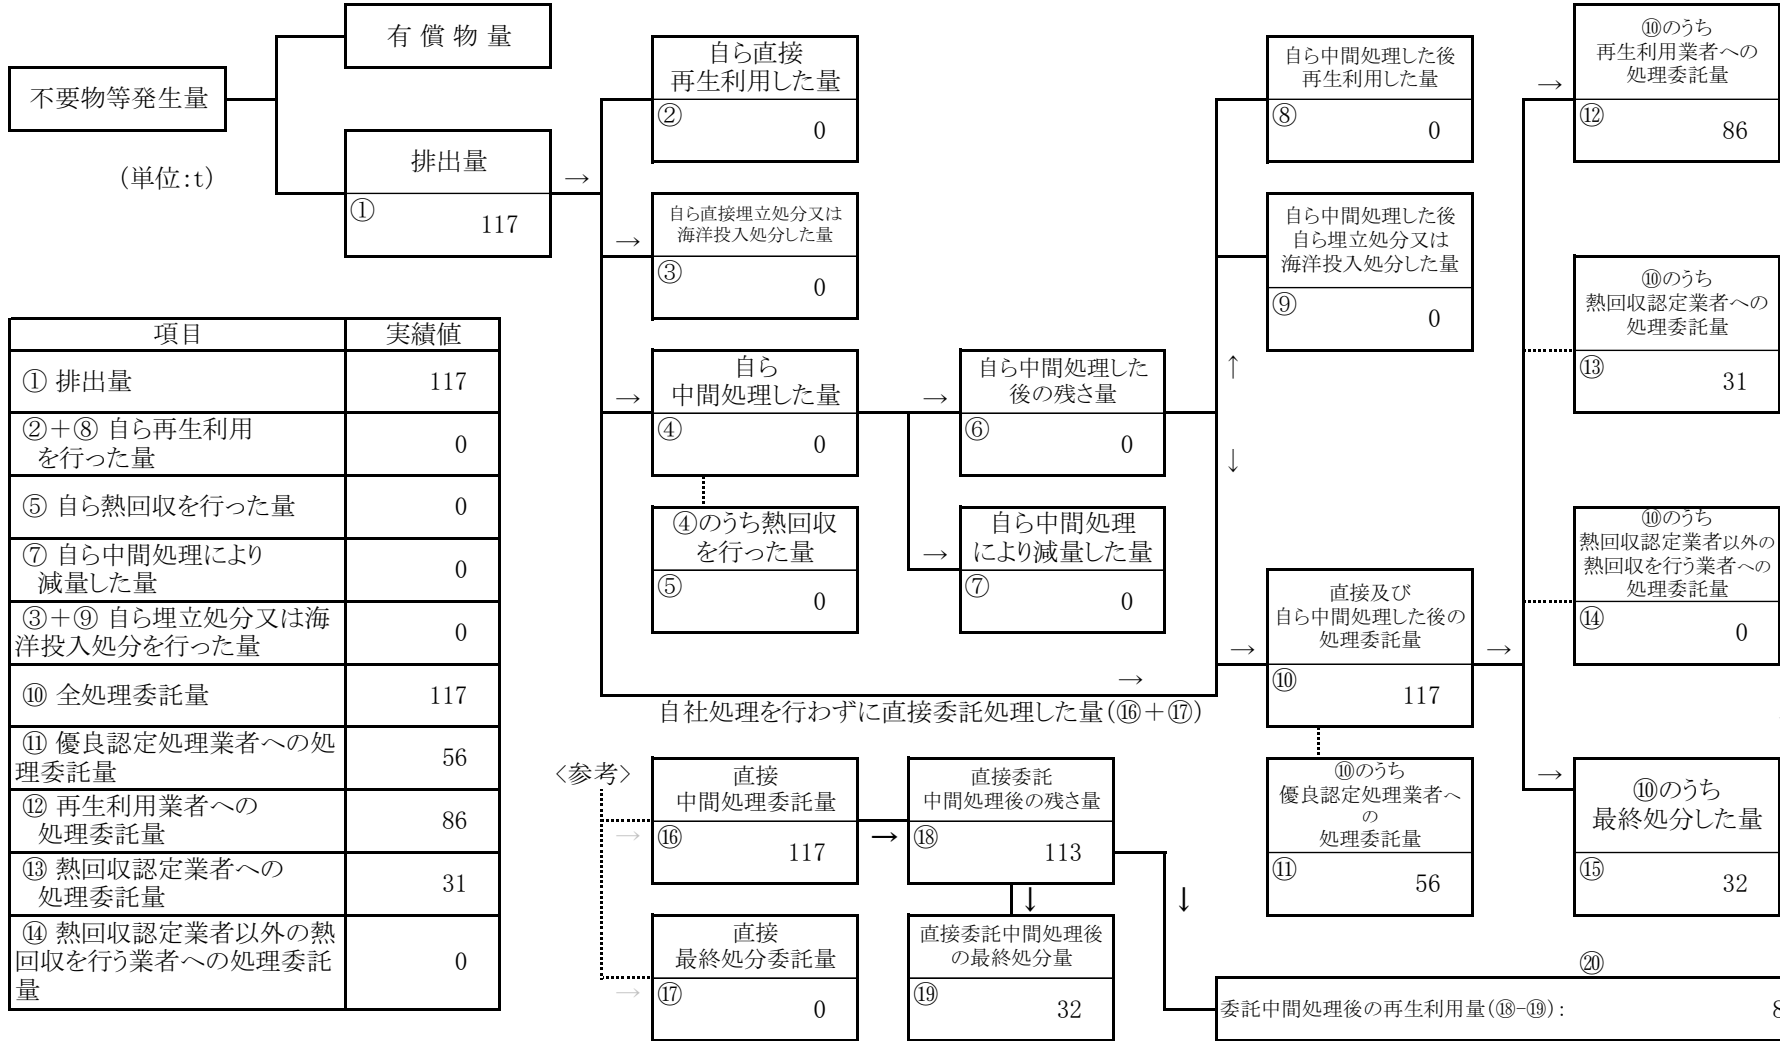 有 償 物 量
不要物等発生量
(単位:t)
排出量
①
117
→
自ら直接
再生利用した量
②
0
→
自ら直接埋立処分又は
海洋投入処分した量
③
0
→
自ら
中間処理した量
④
0
④のうち熱回収
を行った量
⑤
0
→
自ら中間処理した
後の残さ量
⑥
0
→
自ら中間処理
により減量した量
⑦
0
↑
↓
自ら中間処理した後
再生利用した量
⑧
0
自ら中間処理した後
自ら埋立処分又は
海洋投入処分した量
⑨
0
→
自社処理を行わずに直接委託処理した量(⑯+⑰)
→
直接及び
自ら中間処理した後の
処理委託量
⑩
117
→
⑩のうち
優良認定処理業者へ
の
処理委託量
⑪
56
→
⑩のうち
再生利用業者への
処理委託量
⑫
86
⑩のうち
熱回収認定業者への
処理委託量
⑬
31
⑩のうち
熱回収認定業者以外の
熱回収を行う業者への
処理委託量
⑭
0
→
⑩のうち
最終処分した量
⑮
32
項目 実績値
① 排出量 117
②+⑧ 自ら再生利用
を行った量 0
⑤ 自ら熱回収を行った量 0
⑦ 自ら中間処理により
減量した量 0
③+⑨ 自ら埋立処分又は海
洋投入処分を行った量 0
⑩ 全処理委託量 117
⑪ 優良認定処理業者への処
理委託量 56
⑫ 再生利用業者への
処理委託量 86
⑬ 熱回収認定業者への
処理委託量 31
⑭ 熱回収認定業者以外の熱
回収を行う業者への処理委託
量 0
<参考>
→
直接
中間処理委託量
⑯
117
→
直接委託
中間処理後の残さ量
⑱
113
↓
↓
→
直接
最終処分委託量
⑰
0
直接委託中間処理後
の最終処分量
⑲
32
⑳
委託中間処理後の再生利用量(⑱-⑲):